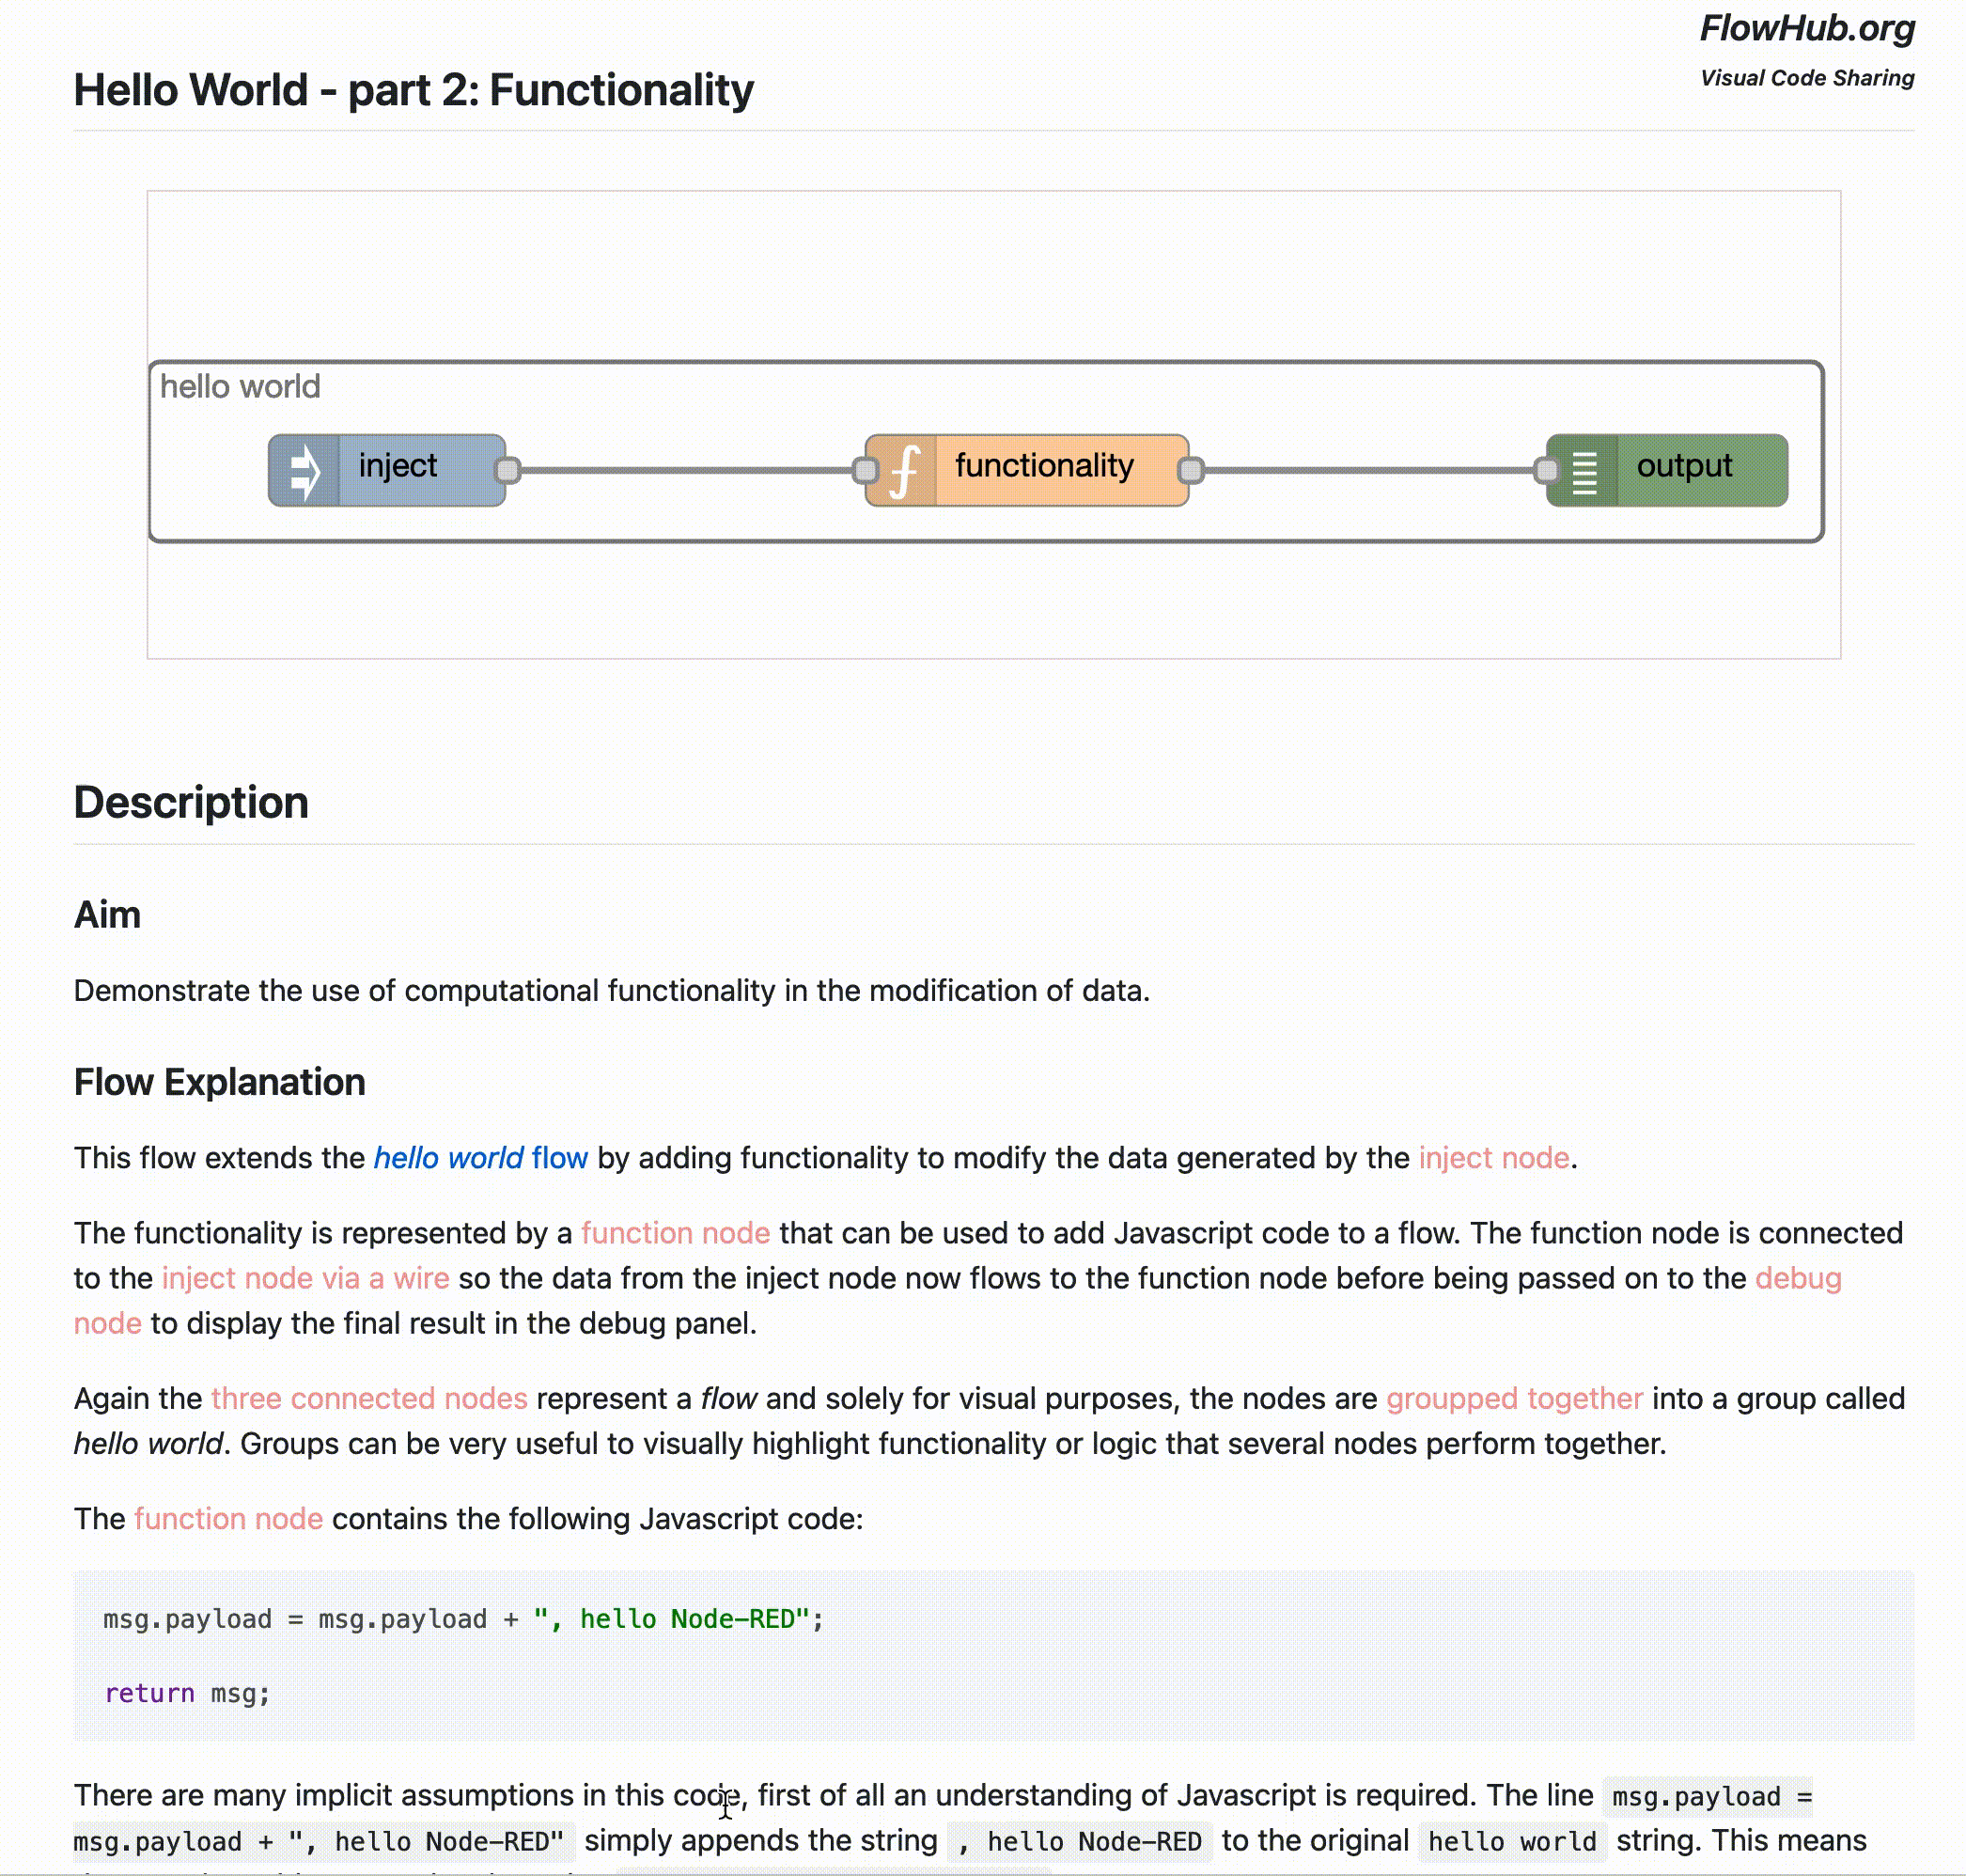 FlowHub.org
Visual Code Sharing
Hello World - part 2: Functionality
hello world
inject
functionality
output
Description
Aim
Demonstrate the use of computational functionality in the modification of data.
Flow Explanation
This flow extends the hello world flow by adding functionality to modify the data generated by the inject node.
The functionality is represented by a function node that can be used to add Javascript code to a flow. The function node is connected
to the inject node via a wire so the data from the inject node now flows to the function node before being passed on to the debug
node to display the final result in the debug panel.
Again the three connected nodes represent a flow and solely for visual purposes, the nodes are groupped together into a group called
hello world. Groups can be very useful to visually highlight functionality or logic that several nodes perform together.
The function node contains the following Javascript code:
msg.payload = msg.payload + ", hello Node-RED";
return msg;
There are many implicit assumptions in this code, first of all an understanding of Javascript is required. The line msg.payload =
msg.payload + ", hello Node-RED" simply appends the string , hello Node-RED to the original hello world string. This means